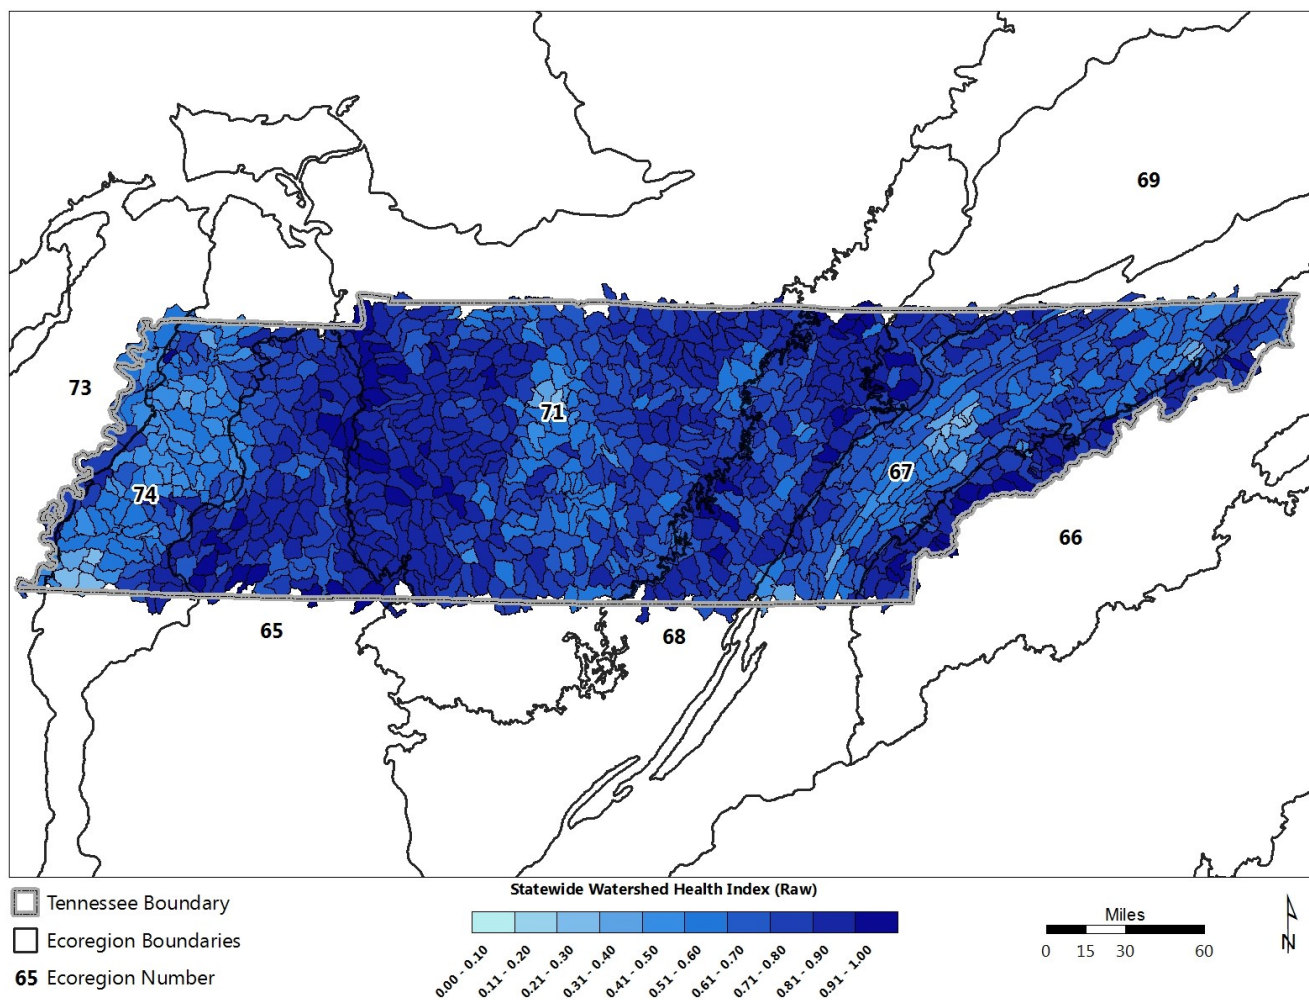 69
73
71
74
67
66
65
68
Tennessee Boundary
Ecoregion Boundaries
65 Ecoregion Number
Statewide Watershed Health Index (Raw)
0.00 - 0.10
0.11 - 0.20
0.21 - 0.30
0.31 - 0.40
0.41 - 0.50
0.51 - 0.60
0.61 - 0.70
0.71 - 0.80
0.81 - 0.90
0.91 - 1.00
Miles
0 15 30 60
N